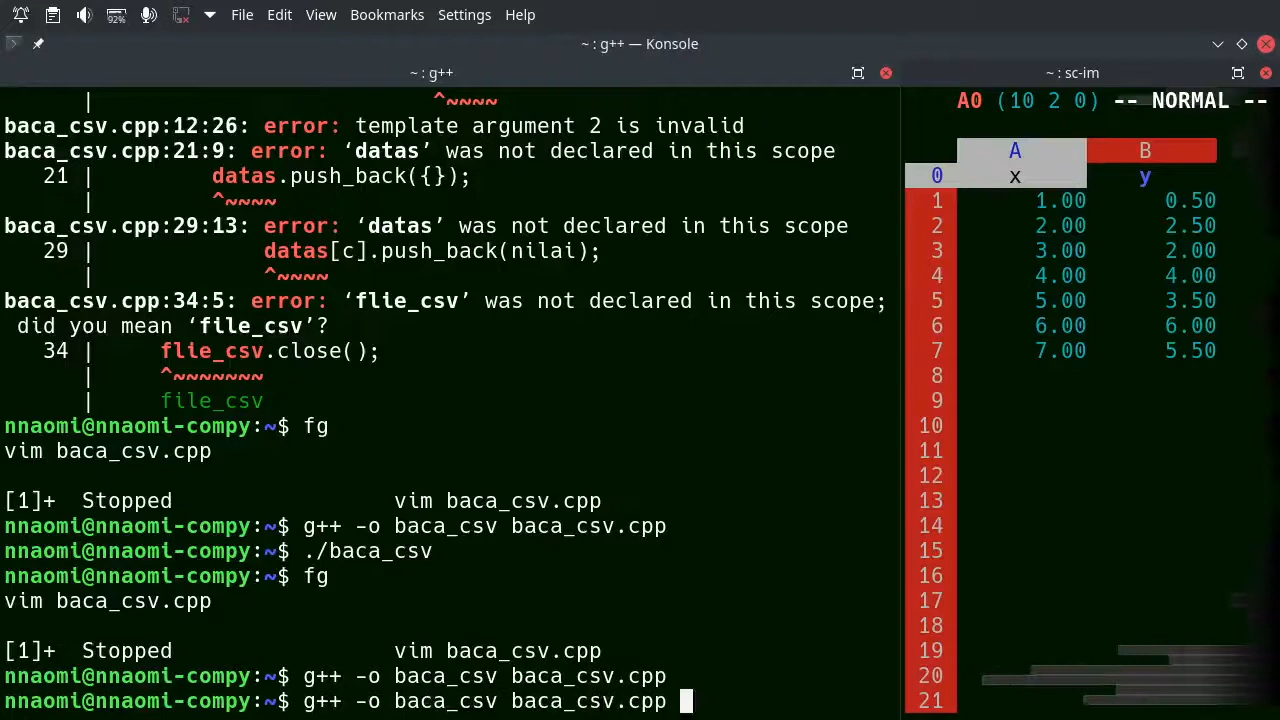 92%
File Edit View Bookmarks Settings Help
~ : g++ — Konsole
~ : g++
| ^~~~~
baca_csv.cpp:12:26: error: template argument 2 is invalid
baca_csv.cpp:21:9: error: ‘datas’ was not declared in this scope
21 | datas.push_back({});
| ^~~~~
baca_csv.cpp:29:13: error: ‘datas’ was not declared in this scope
29 | datas[c].push_back(nilai);
| ^~~~~
baca_csv.cpp:34:5: error: ‘flie_csv’ was not declared in this scope;
did you mean ‘file_csv’?
34 | flie_csv.close();
| ^~~~~~~~
| file_csv
nnaomi@nnaomi-compy:~$ fg
vim baca_csv.cpp
[1]+ Stopped vim baca_csv.cpp
nnaomi@nnaomi-compy:~$ g++ -o baca_csv baca_csv.cpp
nnaomi@nnaomi-compy:~$ ./baca_csv
nnaomi@nnaomi-compy:~$ fg
vim baca_csv.cpp
[1]+ Stopped vim baca_csv.cpp
nnaomi@nnaomi-compy:~$ g++ -o baca_csv baca_csv.cpp
nnaomi@nnaomi-compy:~$ g++ -o baca_csv baca_csv.cpp
~ : sc-im
A0 (10 2 0) -- NORMAL --
A B
0 x y
1 1.00 0.50
2 2.00 2.50
3 3.00 2.00
4 4.00 4.00
5 5.00 3.50
6 6.00 6.00
7 7.00 5.50
8
9
10
11
12
13
14
15
16
17
18
19
20
21